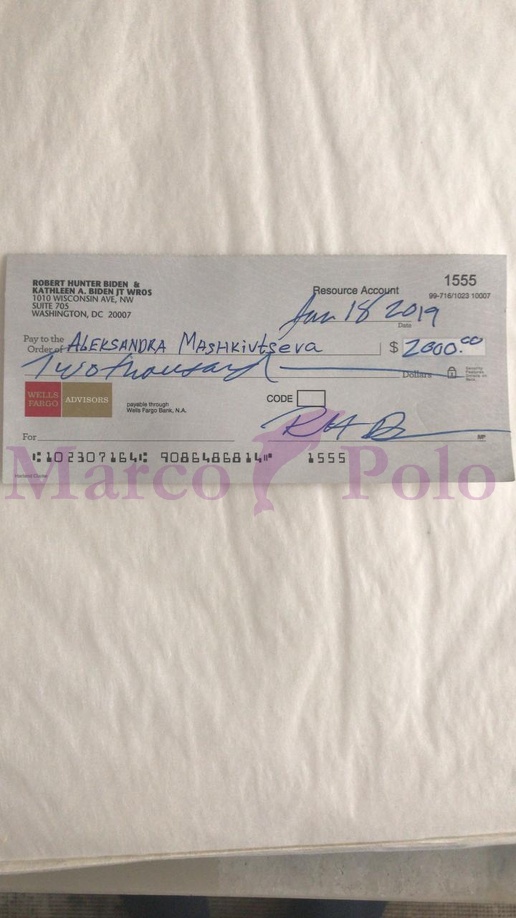 ROBERT HUNTER BIDEN &
KATHLEEN A. BIDEN JT WROS
1010 WISCONSIN AVE, NW
SUITE 705
WASHINGTON, DC 20007
Resource Account
1555
99-716/1023 10007
Jan 18 2019
Date
Pay to the
Order of ALEKSANDRA MASHKIVTSEVA $ 2000.00
Two thousand Dollars
WELLS FARGO ADVISORS
payable through
Wells Fargo Bank, N.A.
CODE
For
MP
⑆102307164⑆ 9086486814⑈ 1555
Marco Polo